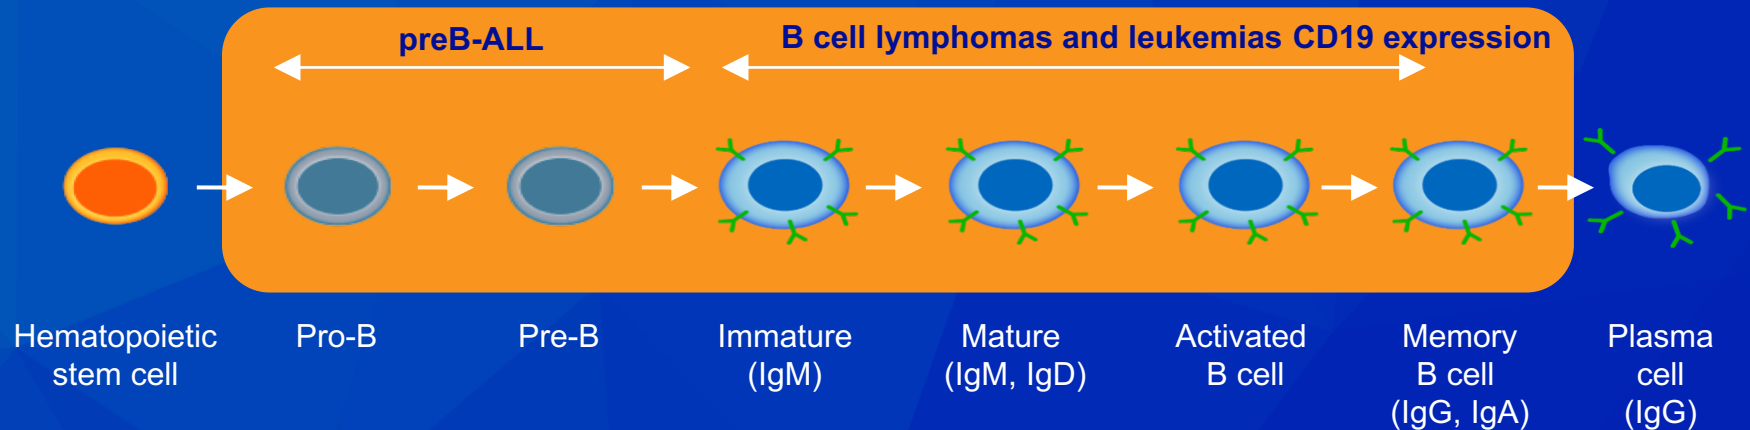 preB-ALL
B cell lymphomas and leukemias CD19 expression
Hematopoietic
stem cell
Pro-B
Pre-B
Immature
(IgM)
Mature
(IgM, IgD)
Activated
B cell
Memory
B cell
(IgG, IgA)
Plasma
cell
(IgG)